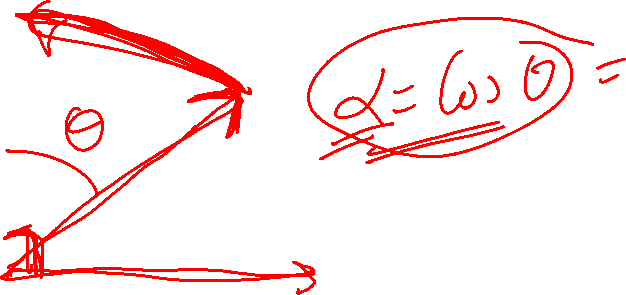 α = cos θ =
θ